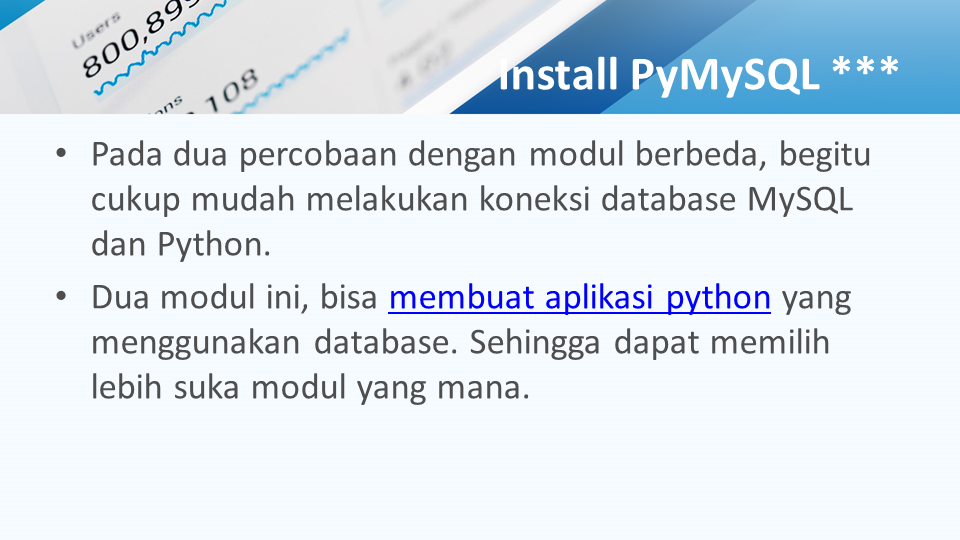 Users
800,899
108
Install PyMySQL ***
• Pada dua percobaan dengan modul berbeda, begitu
cukup mudah melakukan koneksi database MySQL
dan Python.
• Dua modul ini, bisa membuat aplikasi python yang
menggunakan database. Sehingga dapat memilih
lebih suka modul yang mana.